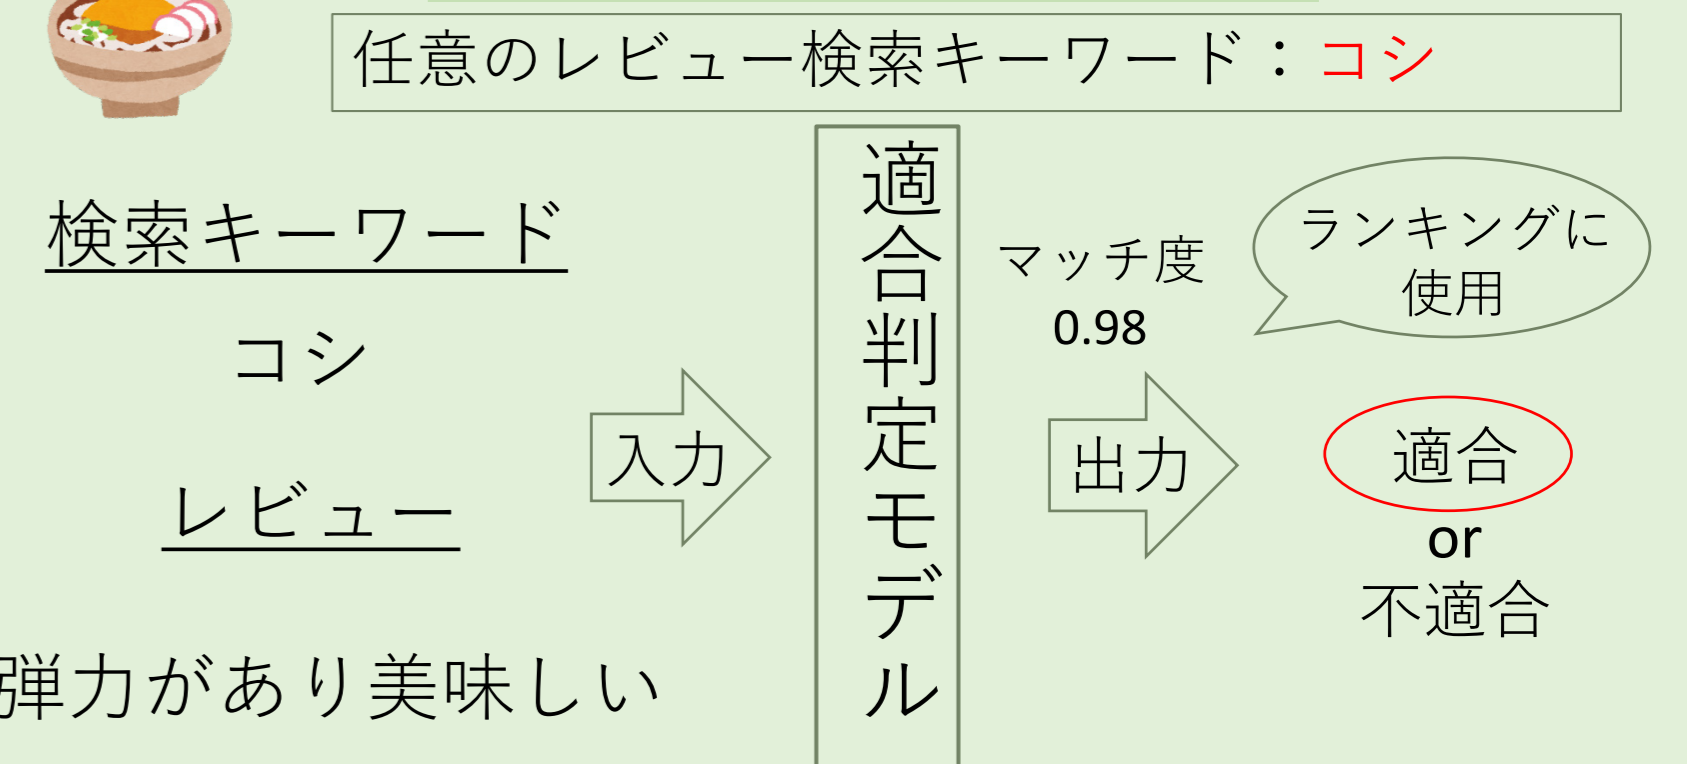 任意のレビュー検索キーワード：コシ
検索キーワード
コシ
レビュー
弾力があり美味しい
入力
適合判定モデル
マッチ度
0.98
出力
ランキングに
使用
適合
or
不適合